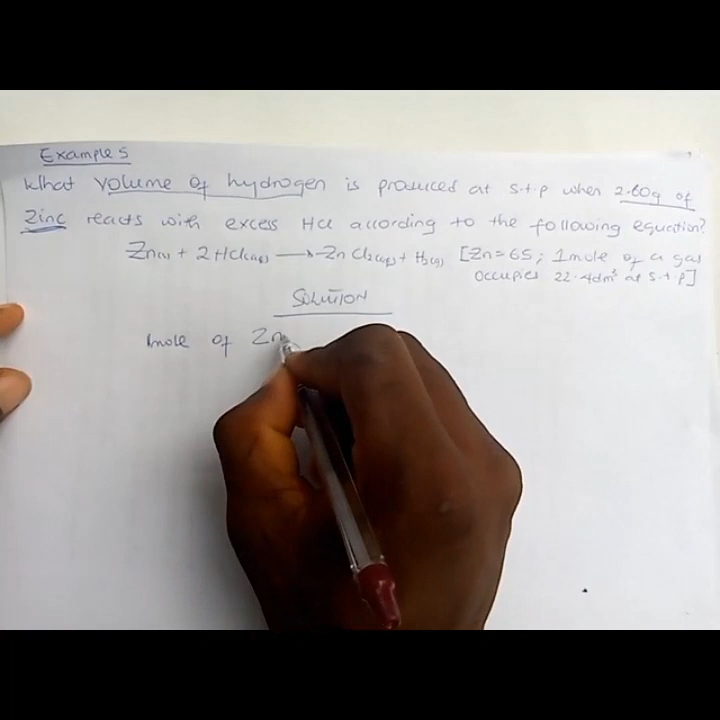 Example 5
What volume of hydrogen is produced at s.t.p when 2.60g of
Zinc reacts with excess HCl according to the following equation?
Zn(s) + 2HCl(aq) → ZnCl2(aq) + H2(g) [Zn=65; 1mole of a gas
occupies 22.4dm³ at s.t.p]
SOLUTION
mole of Zn